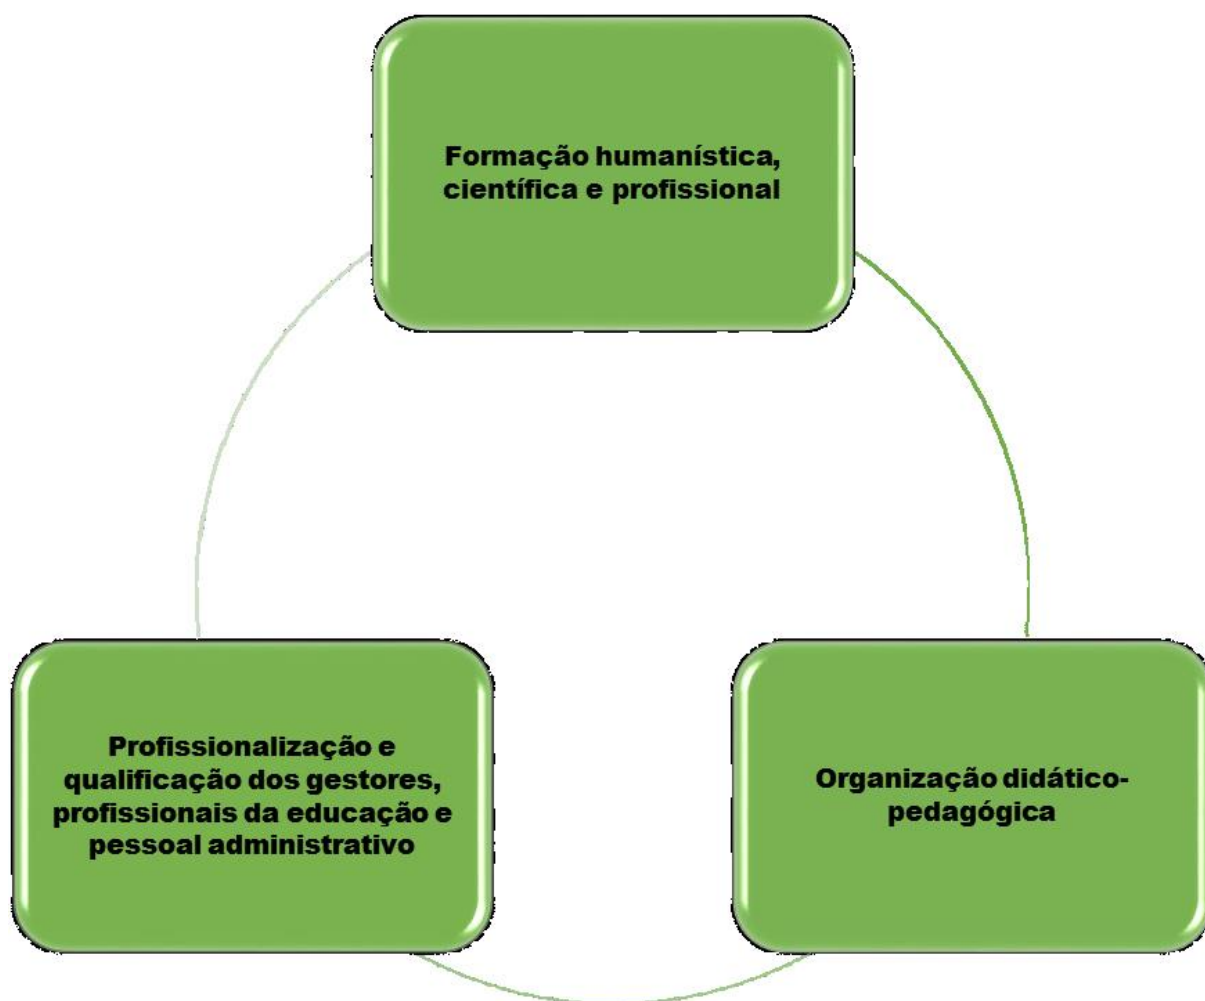 Formação humanística,
científica e profissional
Profissionalização e
qualificação dos gestores,
profissionais da educação e
pessoal administrativo
Organização didático-
pedagógica